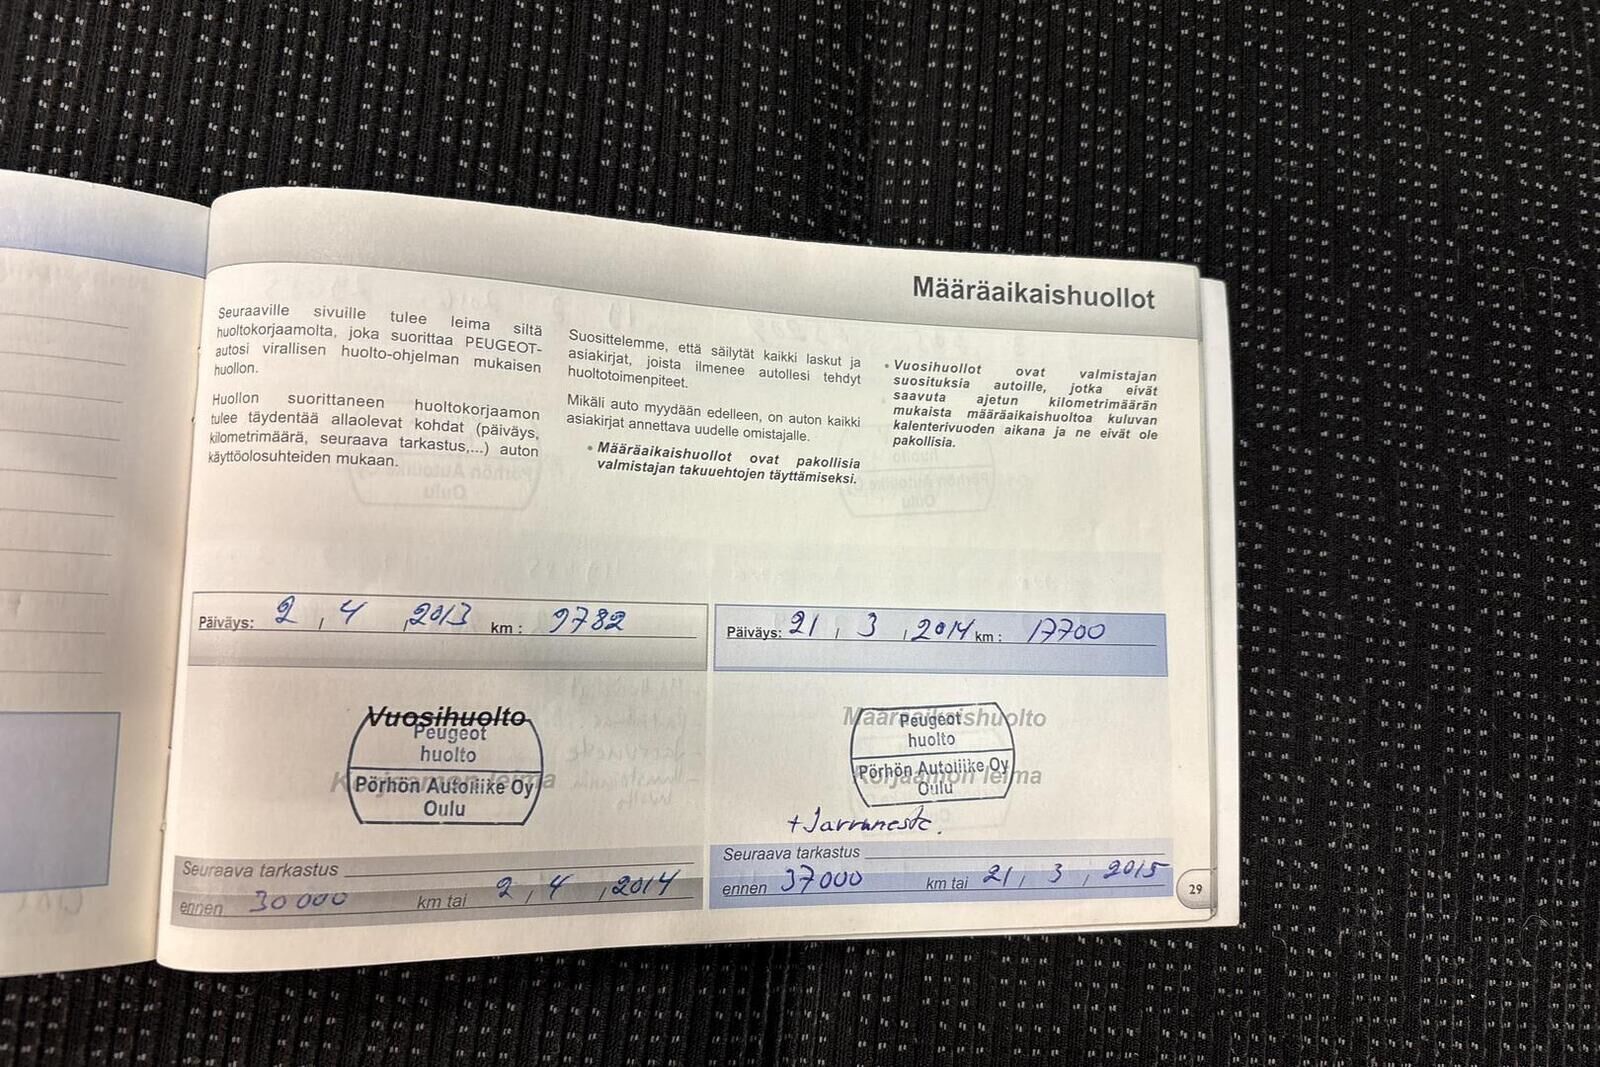 Määräaikaishuollot
Seuraaville sivuille tulee leima siltä
huoltokorjaamolta, joka suorittaa PEUGEOT-
autosi virallisen huolto-ohjelman mukaisen
huollon.
Huollon suorittaneen huoltokorjaamon
tulee täydentää allaolevat kohdat (päiväys,
kilometrimäärä, seuraava tarkastus,...) auton
käyttöolosuhteiden mukaan.
Suosittelemme, että säilytät kaikki laskut ja
asiakirjat, joista ilmenee autollesi tehdyt
huoltotoimenpiteet.
Mikäli auto myydään edelleen, on auton kaikki
asiakirjat annettava uudelle omistajalle.
• Määräaikaishuollot ovat pakollisia
valmistajan takuuehtojen täyttämiseksi.
• Vuosihuollot ovat valmistajan
suosituksia autoille, jotka eivät
saavuta ajetun kilometrimäärän
mukaista määräaikaishuoltoa kuluvan
kalenterivuoden aikana ja ne eivät ole
pakollisia.
Päiväys: 2 , 4 , 2013 km : 9782
Vuosihuolto
Peugeot
huolto
Korjaamon leima
Pörhön Autoliike Oy
Oulu
Seuraava tarkastus
ennen 30 000 km tai 2 , 4 , 2014
Päiväys: 21 , 3 , 2014 km : 17700
Määräaikaishuolto
Peugeot
huolto
Korjaamon leima
Pörhön Autoliike Oy
Oulu
+ Jarruneste.
Seuraava tarkastus
ennen 37000 km tai 21 , 3 , 2015
29